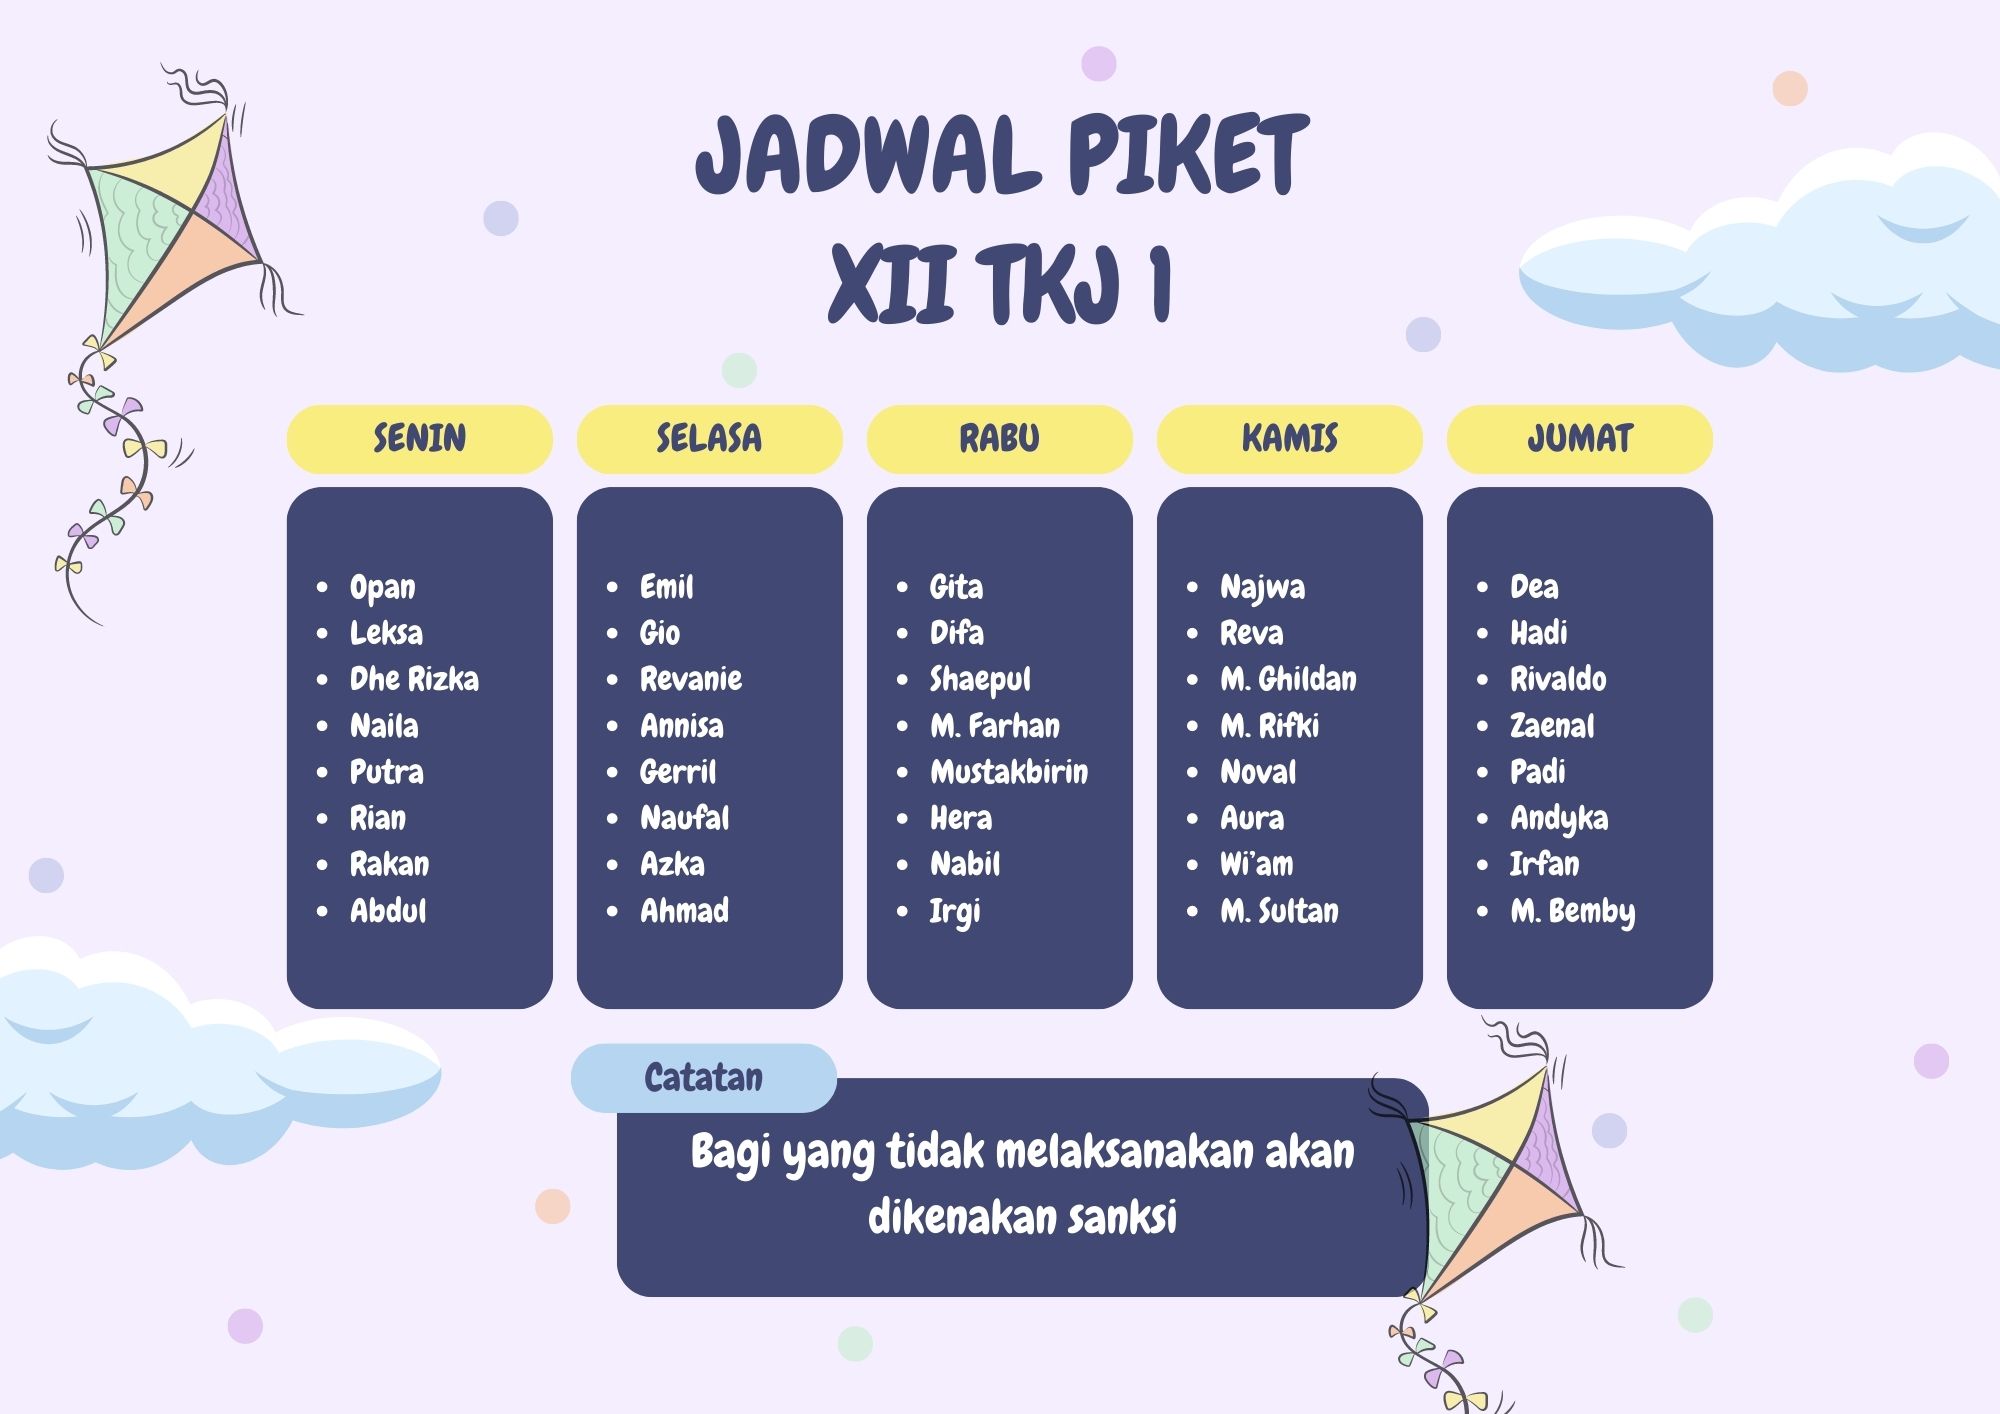 JADWAL PIKET
XII TKJ 1
SENIN
Opan
Leksa
Dhe Rizka
Naila
Putra
Rian
Rakan
Abdul
SELASA
Emil
Gio
Revanie
Annisa
Gerril
Naufal
Azka
Ahmad
RABU
Gita
Difa
Shaepul
M. Farhan
Mustakbirin
Hera
Nabil
Irgi
KAMIS
Najwa
Reva
M. Ghildan
M. Rifki
Noval
Aura
Wi’am
M. Sultan
JUMAT
Dea
Hadi
Rivaldo
Zaenal
Padi
Andyka
Irfan
M. Bemby
Catatan
Bagi yang tidak melaksanakan akan
dikenakan sanksi